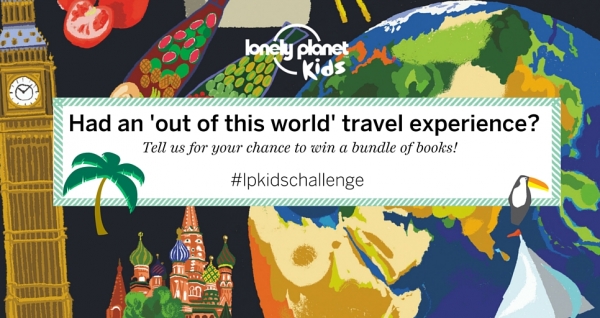 lonely planet
kids
Had an 'out of this world' travel experience?
Tell us for your chance to win a bundle of books!
#lpkidschallenge